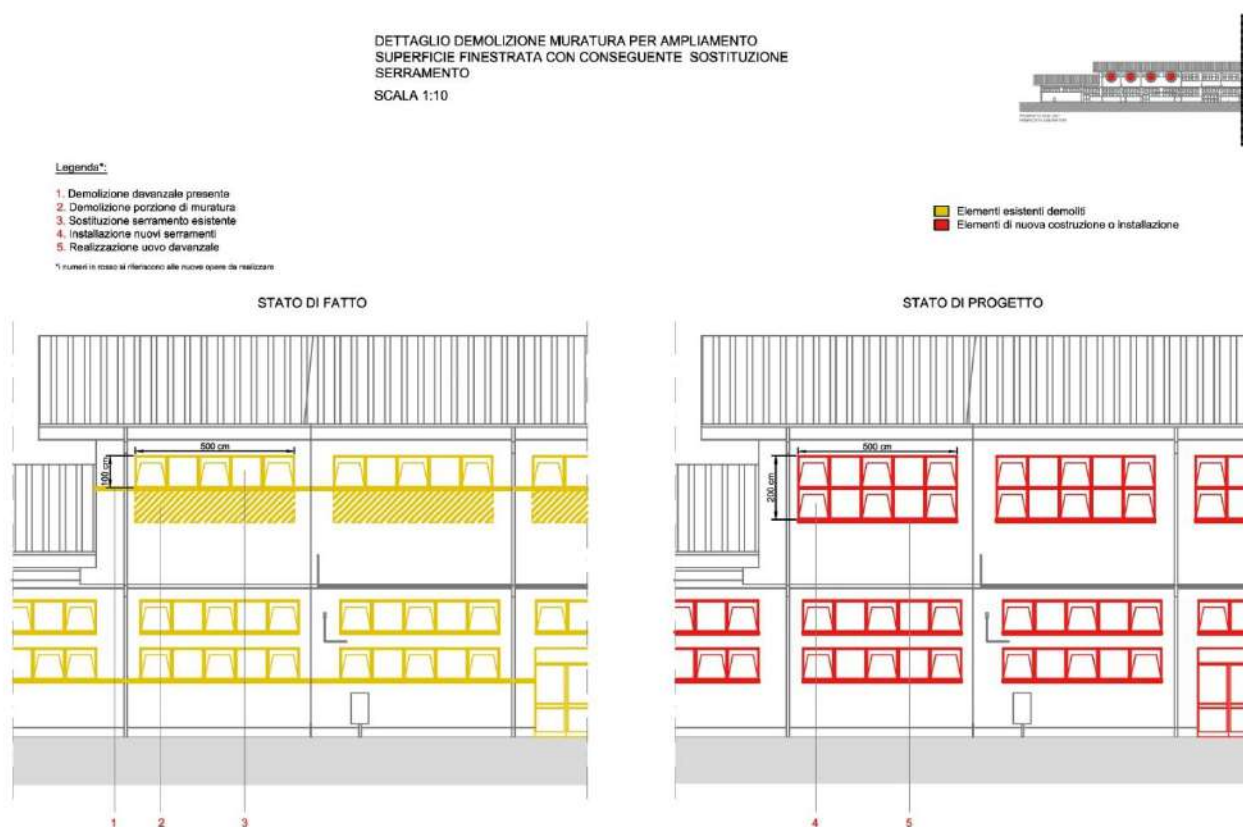 DETTAGLIO DEMOLIZIONE MURATURA PER AMPLIAMENTO
SUPERFICIE FINESTRATA CON CONSEGUENTE SOSTITUZIONE
SERRAMENTO
SCALA 1:10
Legenda*:
1. Demolizione davanzale presente
2. Demolizione porzione di muratura
3. Sostituzione serramento esistente
4. Installazione nuovi serramenti
5. Realizzazione uovo davanzale
*i numeri in rosso si riferiscono alle nuove opere da realizzare
Elementi esistenti demoliti
Elementi di nuova costruzione o installazione
STATO DI FATTO
STATO DI PROGETTO
500 cm
100 cm
500 cm
200 cm
1 2 3
4 5